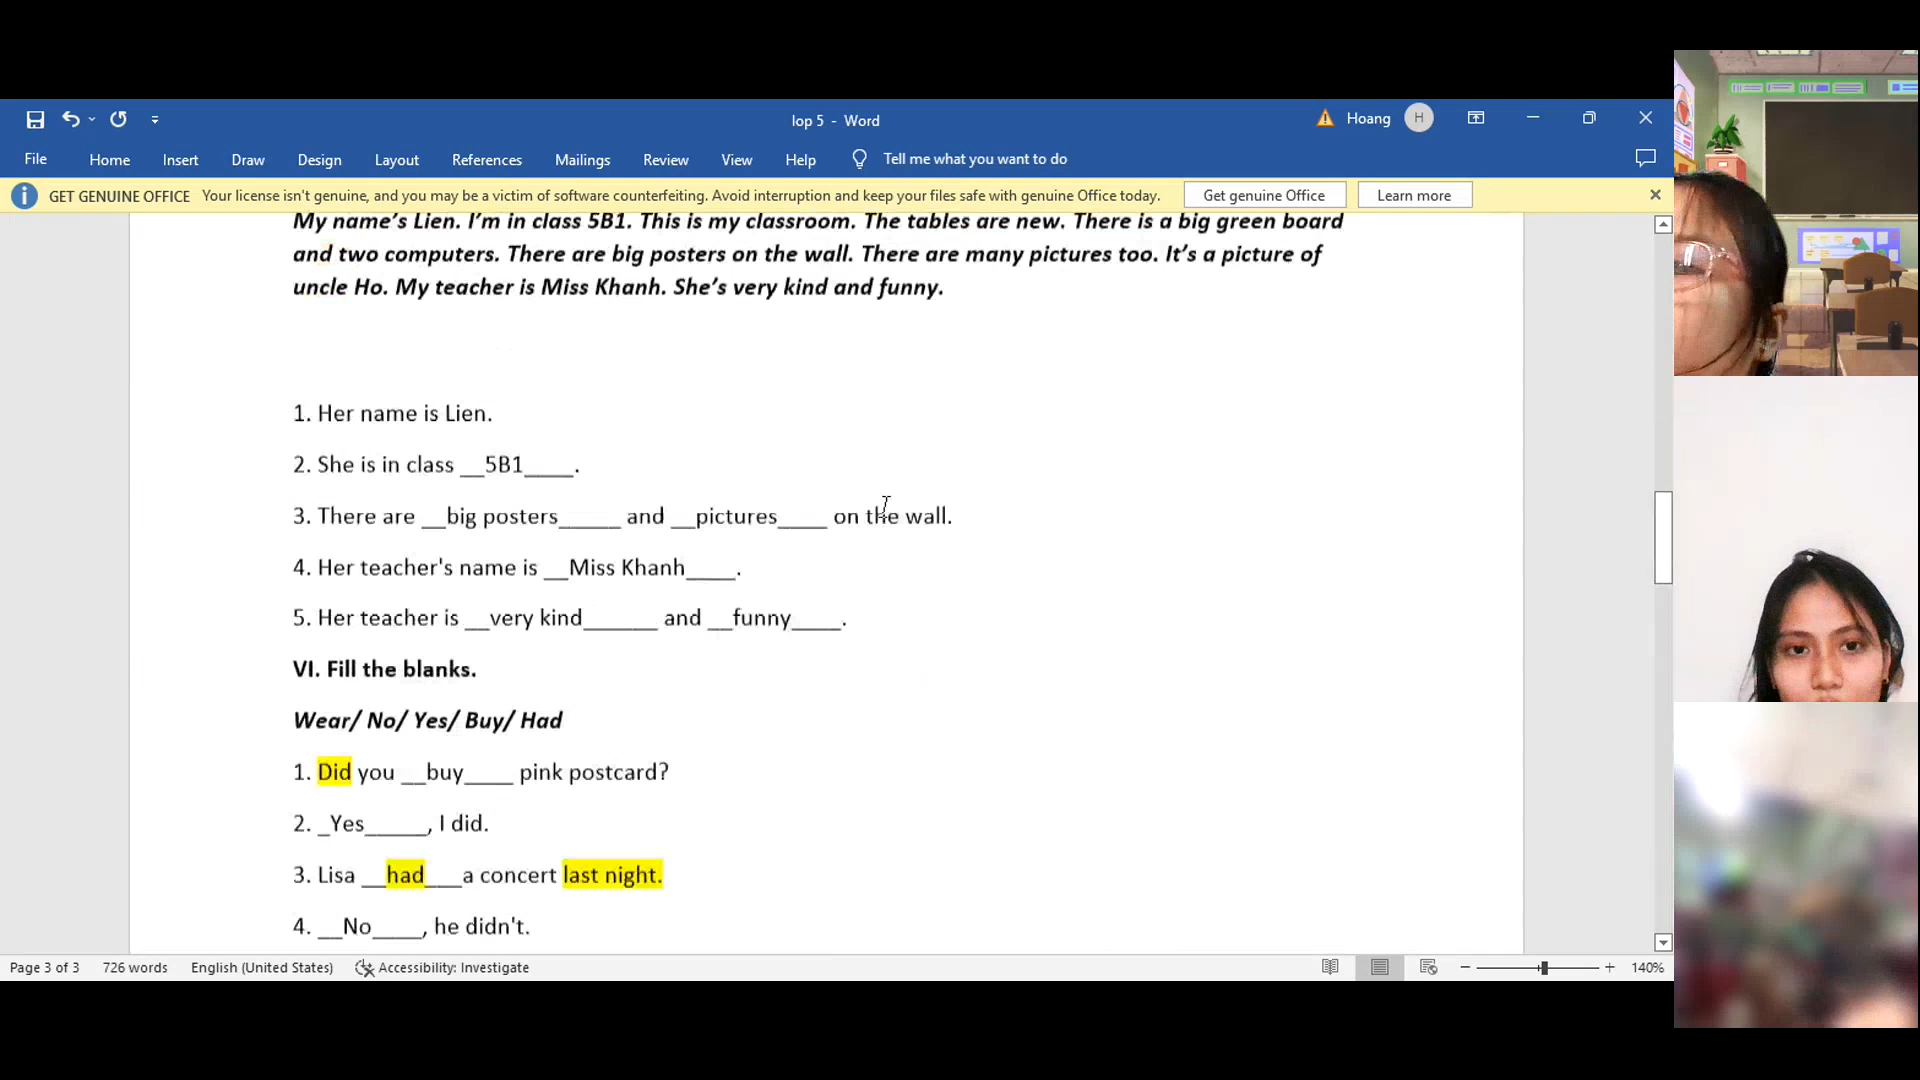 lop 5 - Word
Hoang
H
File Home Insert Draw Design Layout References Mailings Review View Help Tell me what you want to do
GET GENUINE OFFICE Your license isn't genuine, and you may be a victim of software counterfeiting. Avoid interruption and keep your files safe with genuine Office today. Get genuine Office Learn more
My name’s Lien. I’m in class 5B1. This is my classroom. The tables are new. There is a big green board
and two computers. There are big posters on the wall. There are many pictures too. It’s a picture of
uncle Ho. My teacher is Miss Khanh. She’s very kind and funny.
1. Her name is Lien.
2. She is in class __5B1____.
3. There are __big posters_____ and __pictures____ on the wall.
4. Her teacher's name is __Miss Khanh____.
5. Her teacher is __very kind______ and __funny____.
VI. Fill the blanks.
Wear/ No/ Yes/ Buy/ Had
1. Did you __buy____ pink postcard?
2. _Yes_____, I did.
3. Lisa __had___a concert last night.
4. __No____, he didn't.
Page 3 of 3 726 words English (United States) Accessibility: Investigate 140%